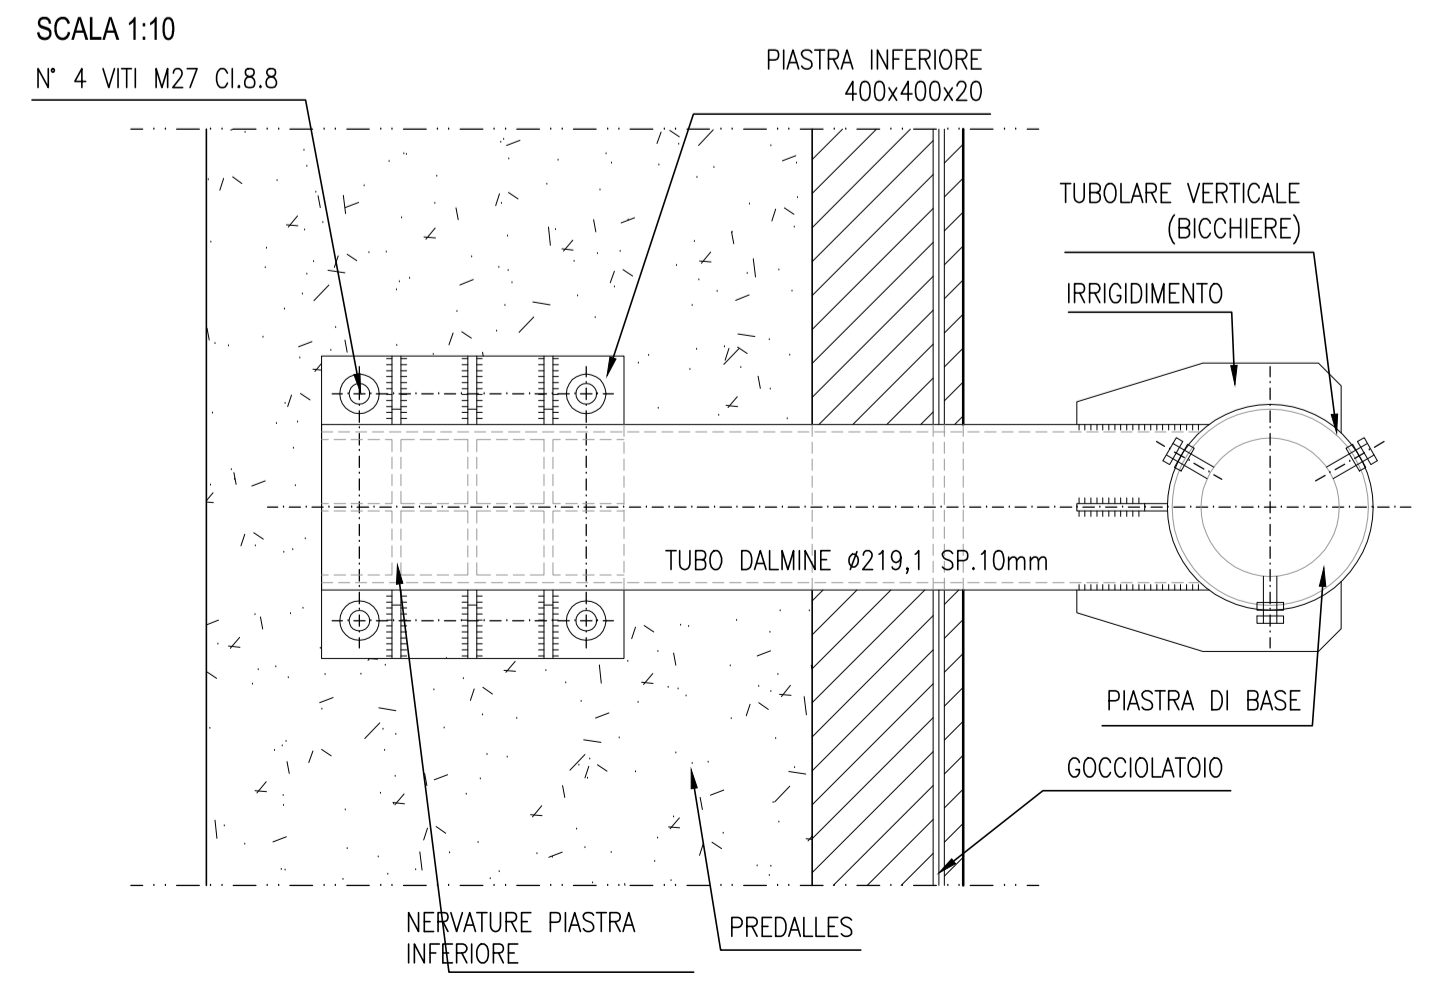 SCALA 1:10
N° 4 VITI M27 Cl.8.8
PIASTRA INFERIORE
400x400x20
TUBOLARE VERTICALE
(BICCHIERE)
IRRIGIDIMENTO
TUBO DALMINE ø219,1 SP.10mm
PIASTRA DI BASE
GOCCIOLATOIO
NERVATURE PIASTRA
INFERIORE
PREDALLES